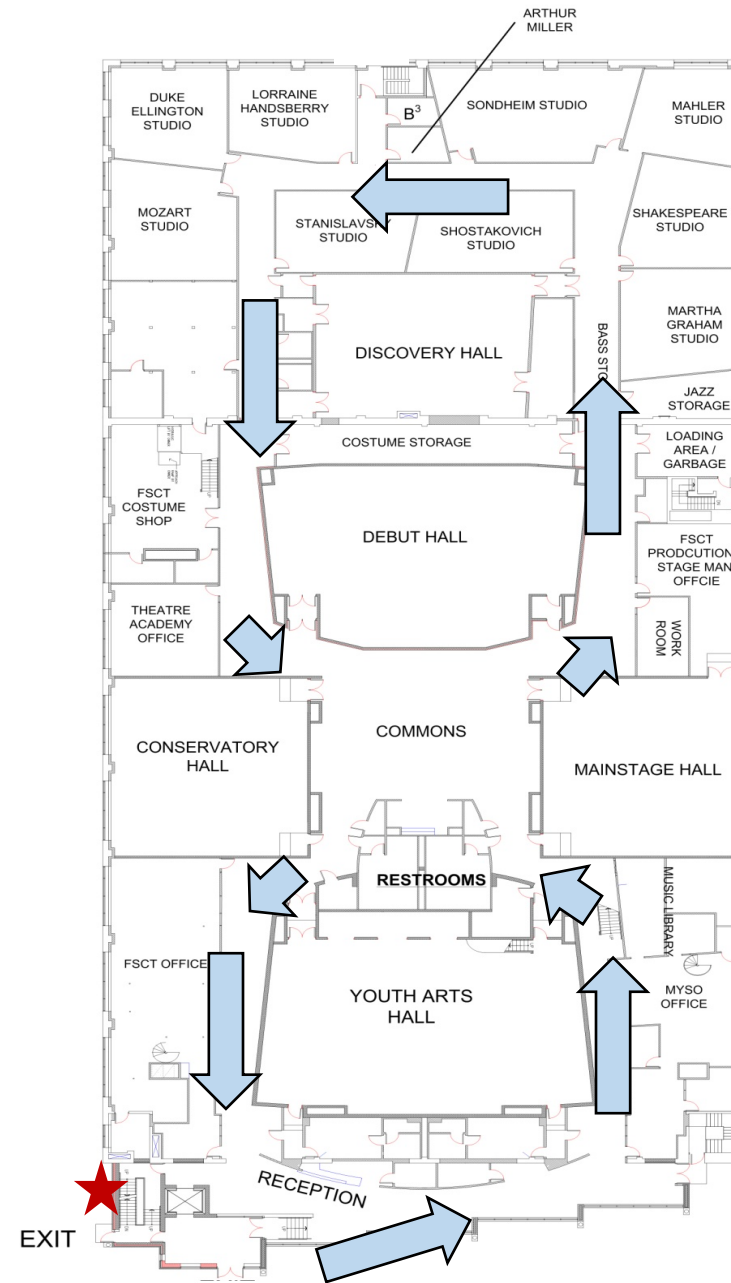 ARTHUR
MILLER
DUKE
ELLINGTON
STUDIO
LORRAINE
HANDSBERRY
STUDIO
B³
SONDHEIM STUDIO
MAHLER
STUDIO
MOZART
STUDIO
STANISLAVSKY
STUDIO
SHOSTAKOVICH
STUDIO
SHAKESPEARE
STUDIO
MARTHA
GRAHAM
STUDIO
DISCOVERY HALL
BASS STO
JAZZ
STORAGE
COSTUME STORAGE
LOADING
AREA /
GARBAGE
FSCT
COSTUME
SHOP
DEBUT HALL
FSCT
PRODCUTION
STAGE MAN
OFFCIE
THEATRE
ACADEMY
OFFICE
WORK
ROOM
CONSERVATORY
HALL
COMMONS
MAINSTAGE HALL
RESTROOMS
MUSIC LIBRARY
FSCT OFFICE
YOUTH ARTS
HALL
MYSO
OFFICE
RECEPTION
EXIT